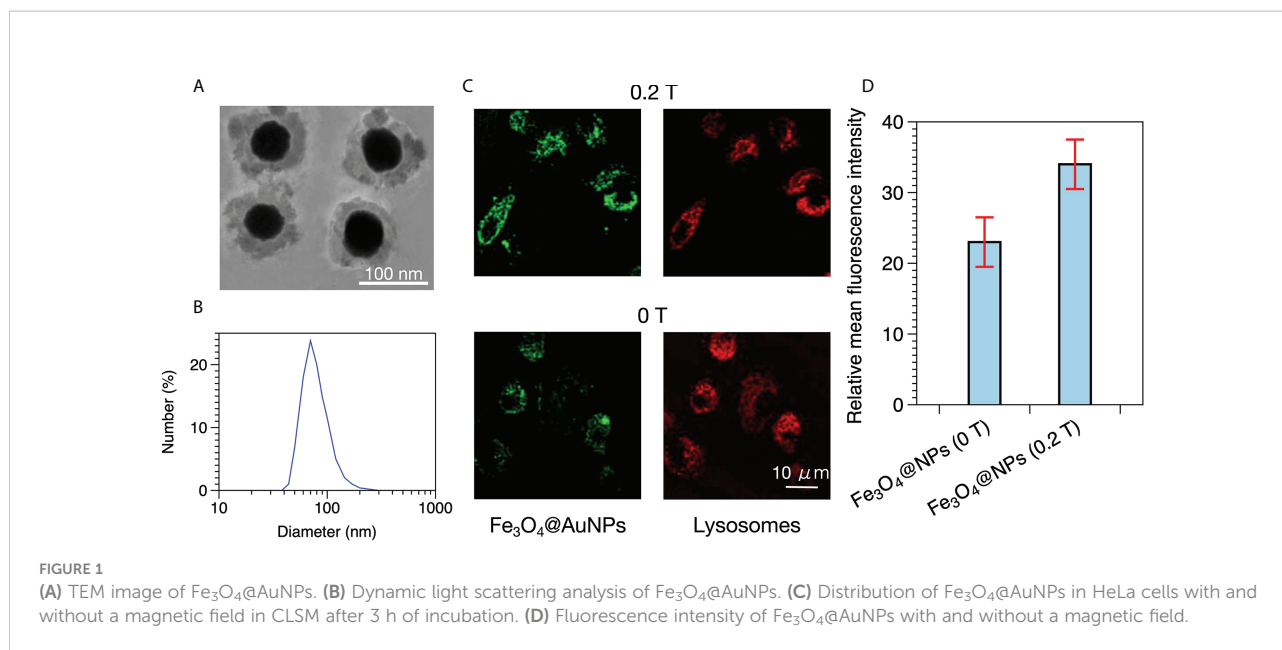 A
100 nm
B
Number (%)
20
10
0
10
100
1000
Diameter (nm)
C
0.2 T
0 T
10 μm
Fe₃O₄@AuNPs
Lysosomes
D
Relative mean fluorescence intensity
40
30
20
10
0
Fe₃O₄@NPs (0 T)
Fe₃O₄@NPs (0.2 T)
FIGURE 1
(A) TEM image of Fe₃O₄@AuNPs. (B) Dynamic light scattering analysis of Fe₃O₄@AuNPs. (C) Distribution of Fe₃O₄@AuNPs in HeLa cells with and
without a magnetic field in CLSM after 3 h of incubation. (D) Fluorescence intensity of Fe₃O₄@AuNPs with and without a magnetic field.